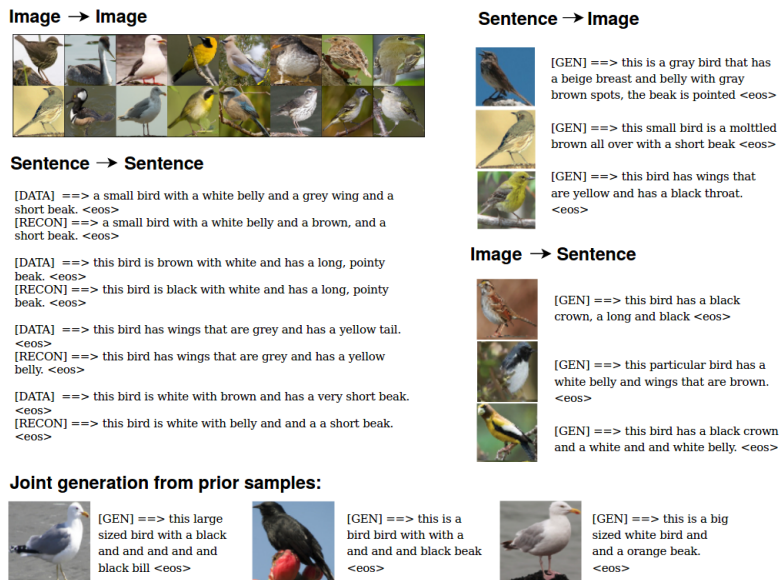 Image → Image
Sentence → Sentence
[DATA] ==> a small bird with a white belly and a grey wing and a
short beak. <eos>
[RECON] ==> a small bird with a white belly and a brown, and a
short beak. <eos>
[DATA] ==> this bird is brown with white and has a long, pointy
beak. <eos>
[RECON] ==> this bird is black with white and has a long, pointy
beak. <eos>
[DATA] ==> this bird has wings that are grey and has a yellow tail.
<eos>
[RECON] ==> this bird has wings that are grey and has a yellow
belly. <eos>
[DATA] ==> this bird is white with brown and has a very short beak.
<eos>
[RECON] ==> this bird is white with belly and and a a short beak.
<eos>
Sentence → Image
[GEN] ==> this is a gray bird that has
a beige breast and belly with gray
brown spots, the beak is pointed <eos>
[GEN] ==> this small bird is a molttled
brown all over with a short beak <eos>
[GEN] ==> this bird has wings that
are yellow and has a black throat.
<eos>
Image → Sentence
[GEN] ==> this bird has a black
crown, a long and black <eos>
[GEN] ==> this particular bird has a
white belly and wings that are brown.
<eos>
[GEN] ==> this bird has a black crown
and a white and and white belly. <eos>
Joint generation from prior samples:
[GEN] ==> this large
sized bird with a black
and and and and and
black bill <eos>
[GEN] ==> this is a
bird bird with with a
and and and black beak
<eos>
[GEN] ==> this is a big
sized white bird and
and a orange beak.
<eos>